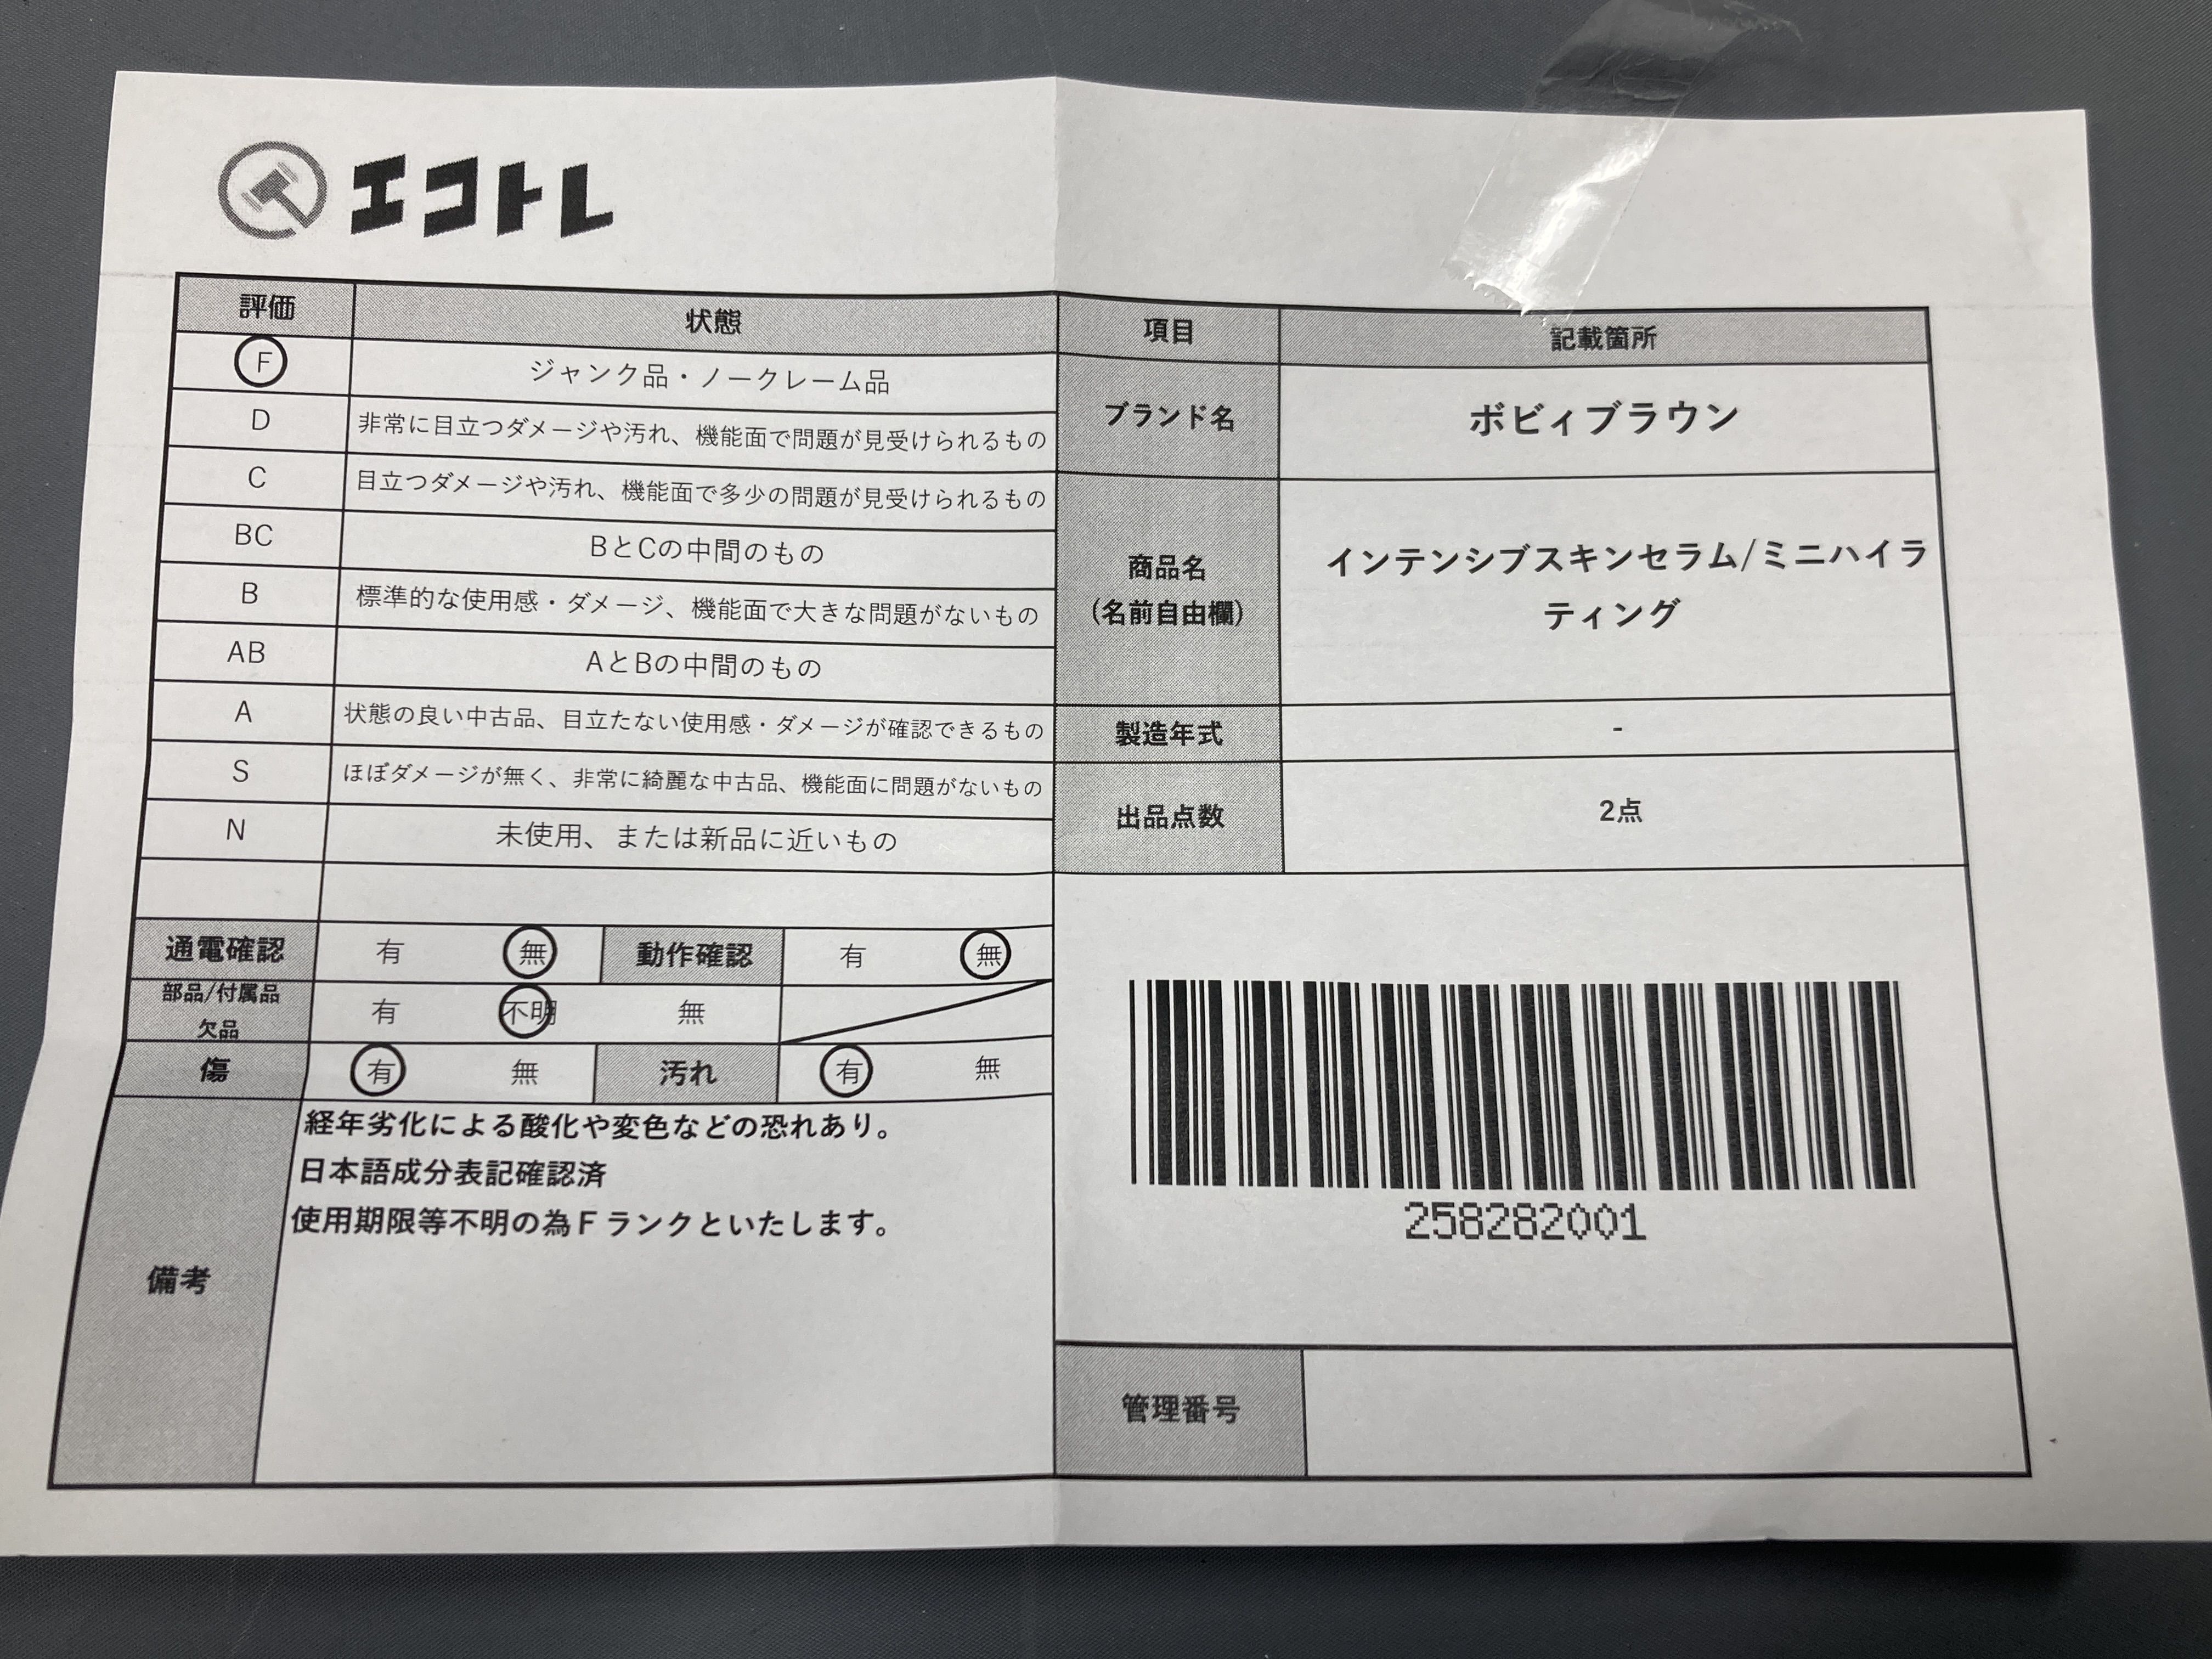 エコトレ
評価 状態
F ジャンク品・ノークレーム品
D 非常に目立つダメージや汚れ、機能面で問題が見受けられるもの
C 目立つダメージや汚れ、機能面で多少の問題が見受けられるもの
BC BとCの中間のもの
B 標準的な使用感・ダメージ、機能面で大きな問題がないもの
AB AとBの中間のもの
A 状態の良い中古品、目立たない使用感・ダメージが確認できるもの
S ほぼダメージが無く、非常に綺麗な中古品、機能面に問題がないもの
N 未使用、または新品に近いもの
通電確認 有 無 動作確認 有 無
部品/付属品
欠品 有 不明 無
傷 有 無 汚れ 有 無
備考
経年劣化による酸化や変色などの恐れあり。
日本語成分表記確認済
使用期限等不明の為Fランクといたします。
項目 記載箇所
ブランド名 ボビィブラウン
商品名
(名前自由欄)
インテンシブスキンセラム/ミニハイラ
ティング
製造年式 -
出品点数 2点
258282001
管理番号